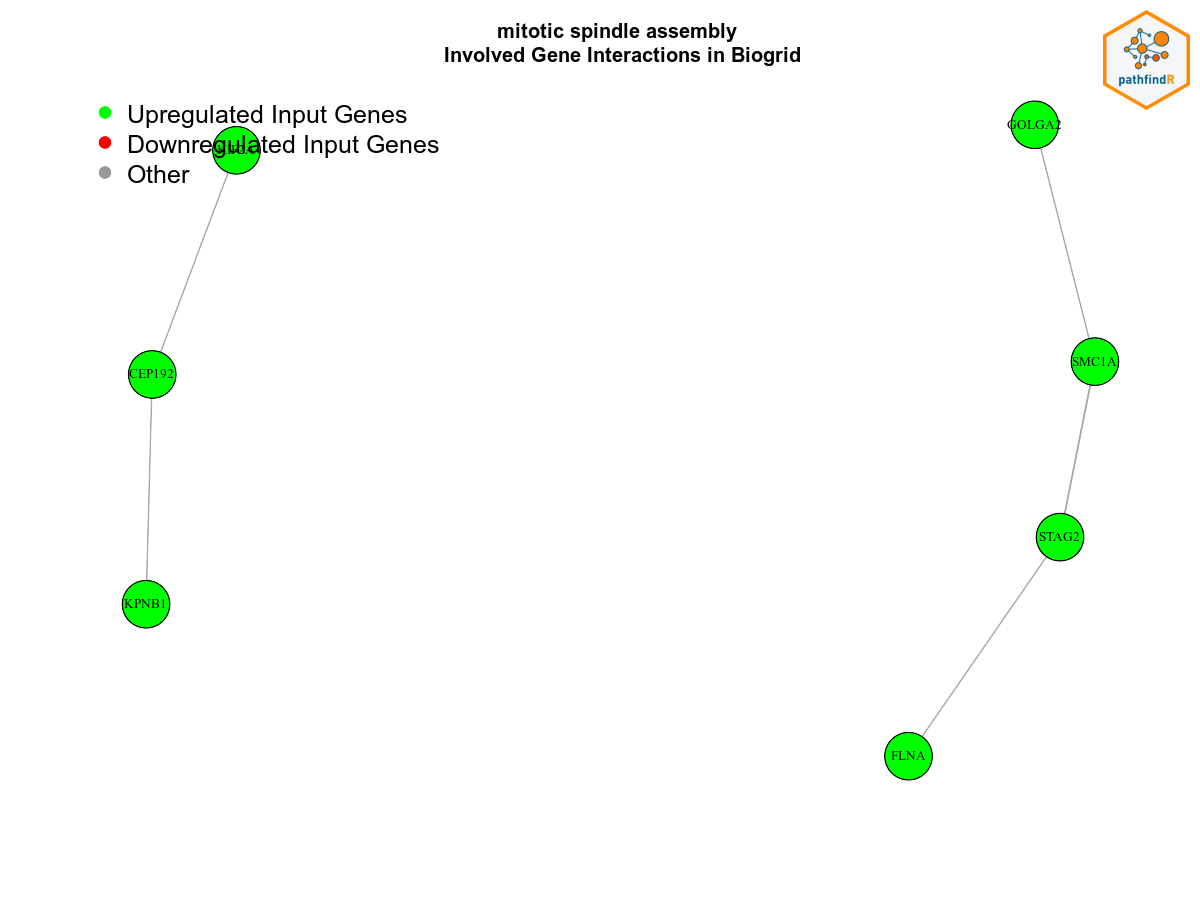 mitotic spindle assembly
Involved Gene Interactions in Biogrid
pathfindR
Upregulated Input Genes
Downregulated Input Genes
Other
GOLGA2
SMC1A
CEP192
STAG2
KPNB1
FLNA